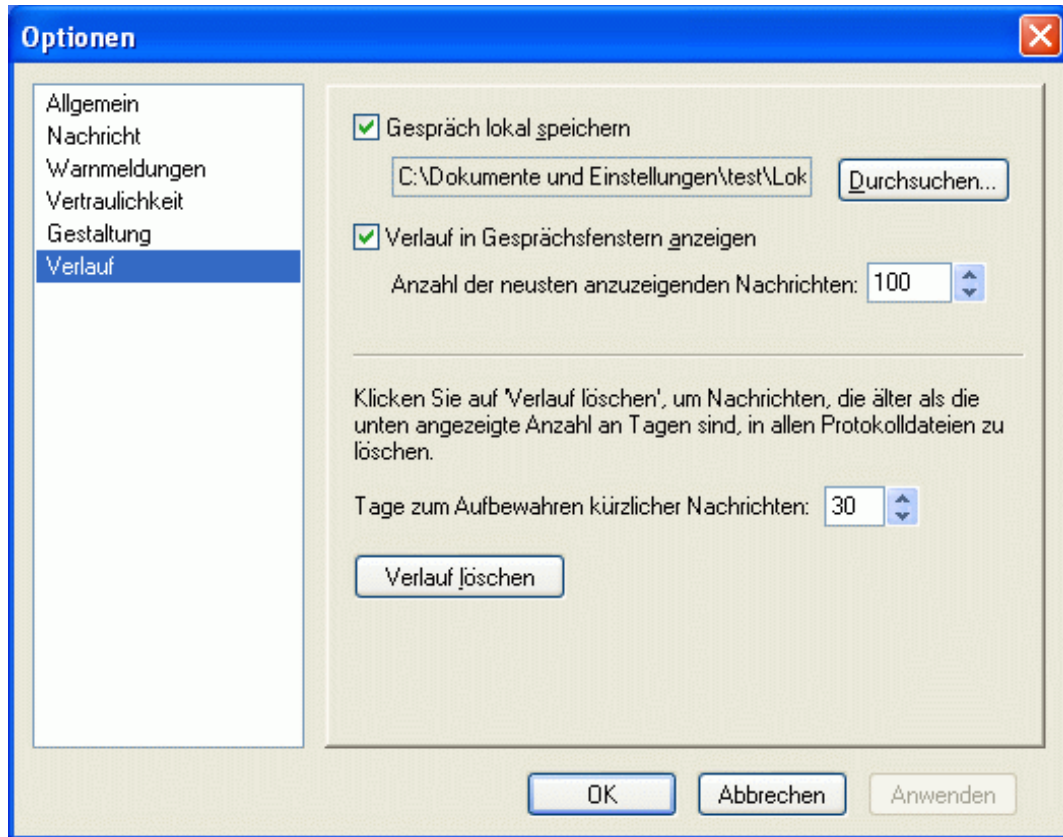 Optionen
Allgemein
Nachricht
Warnmeldungen
Vertraulichkeit
Gestaltung
Verlauf
Gespräch lokal speichern
C:\Dokumente und Einstellungen\test\Lok
Durchsuchen...
Verlauf in Gesprächsfenstern anzeigen
Anzahl der neusten anzuzeigenden Nachrichten: 100
Klicken Sie auf 'Verlauf löschen', um Nachrichten, die älter als die
unten angezeigte Anzahl an Tagen sind, in allen Protokolldateien zu
löschen.
Tage zum Aufbewahren kürzlicher Nachrichten: 30
Verlauf löschen
OK
Abbrechen
Anwenden